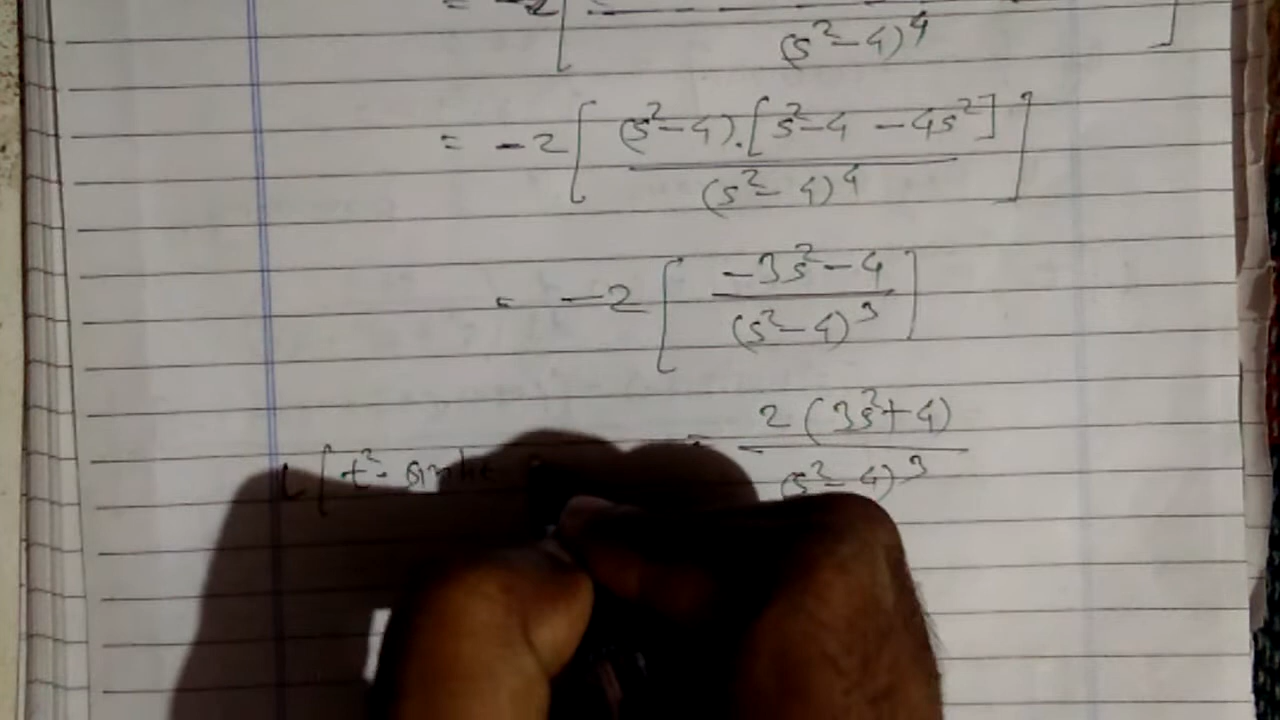 = -2[
(s²-4)⁴ ]
= -2[ (s²-4).[s²-4 -4s²] / (s²-4)⁴ ]
= -2[ -3s²-4 / (s²-4)³ ]
L[t². sinh = 2(3s²+4) / (s²-4)³